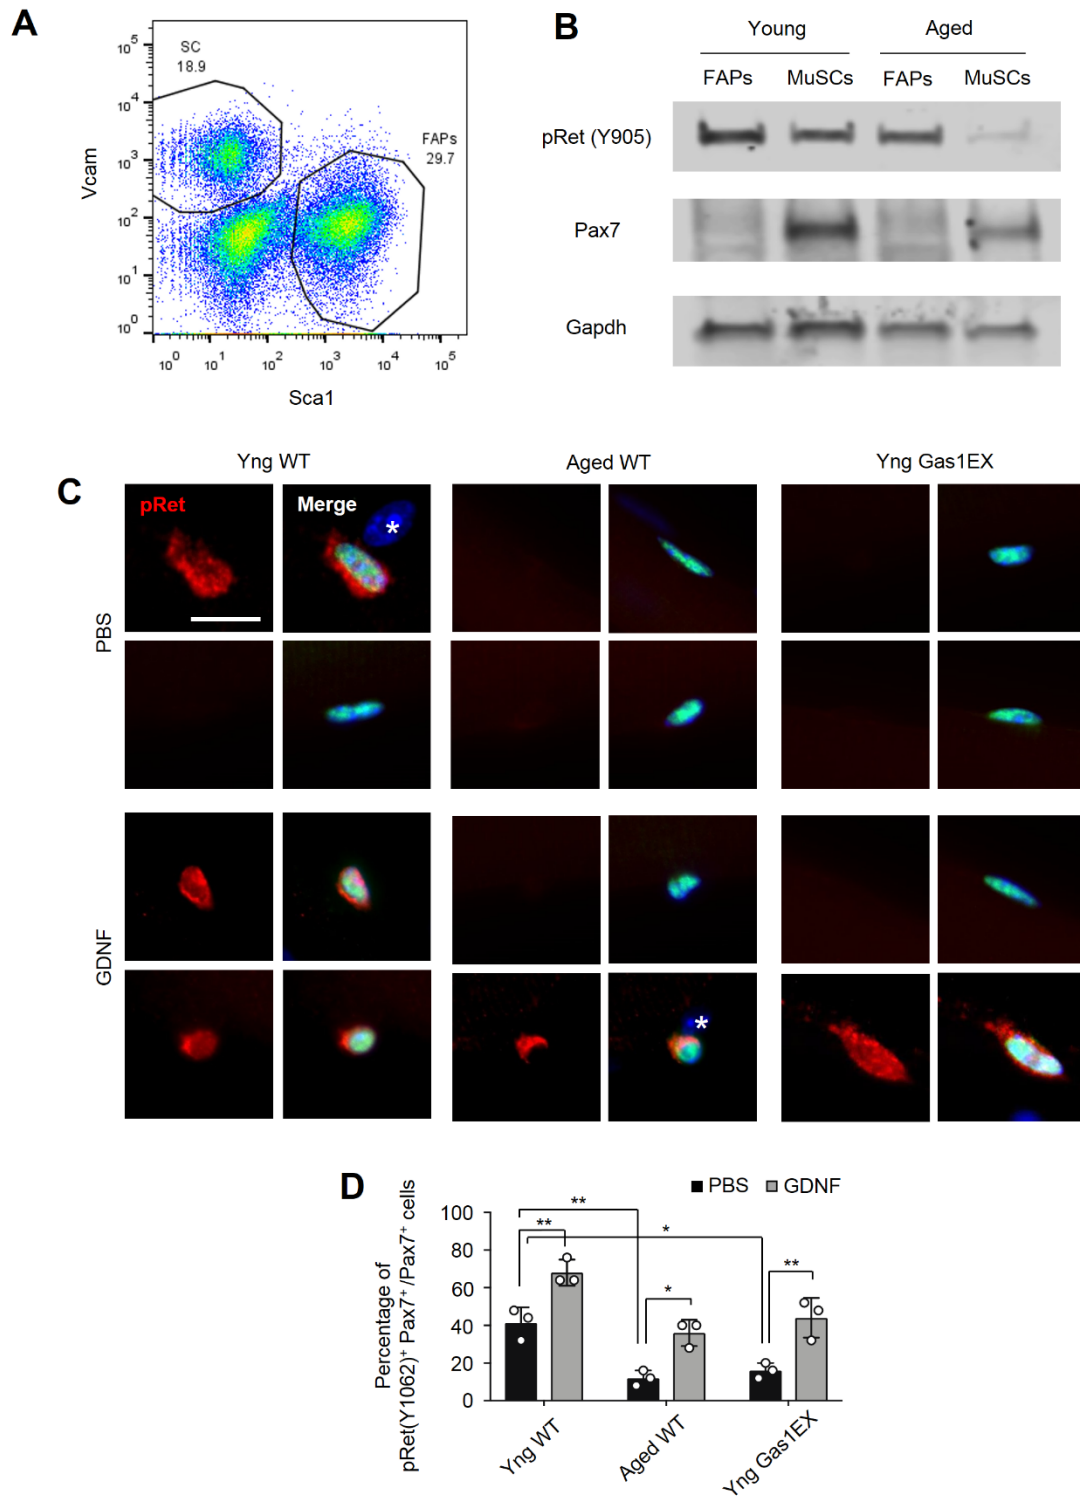 A
SC
18.9
FAPs
29.7
10^5
10^4
10^3
10^2
10^1
10^0
Vcam
10^0 10^1 10^2 10^3 10^4 10^5
Sca1
B
Young Aged
FAPs MuSCs FAPs MuSCs
pRet (Y905)
Pax7
Gapdh
C
Yng WT Aged WT Yng Gas1EX
pRet Merge *
PBS
GDNF
*
D
PBS GDNF
Percentage of
pRet(Y1062)⁺ Pax7⁺/Pax7⁺ cells
100
80
60
40
20
0
**
**
*
*
**
Yng WT
Aged WT
Yng Gas1EX